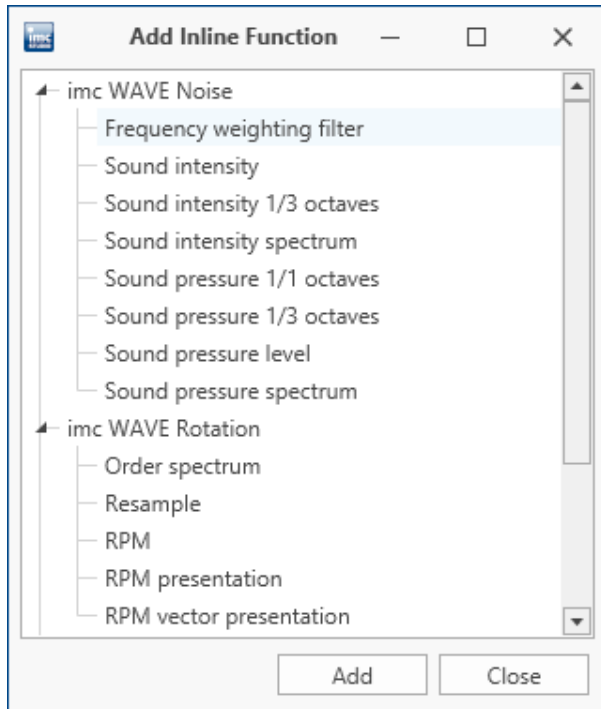 imc
Add Inline Function
imc WAVE Noise
Frequency weighting filter
Sound intensity
Sound intensity 1/3 octaves
Sound intensity spectrum
Sound pressure 1/1 octaves
Sound pressure 1/3 octaves
Sound pressure level
Sound pressure spectrum
imc WAVE Rotation
Order spectrum
Resample
RPM
RPM presentation
RPM vector presentation
Add Close